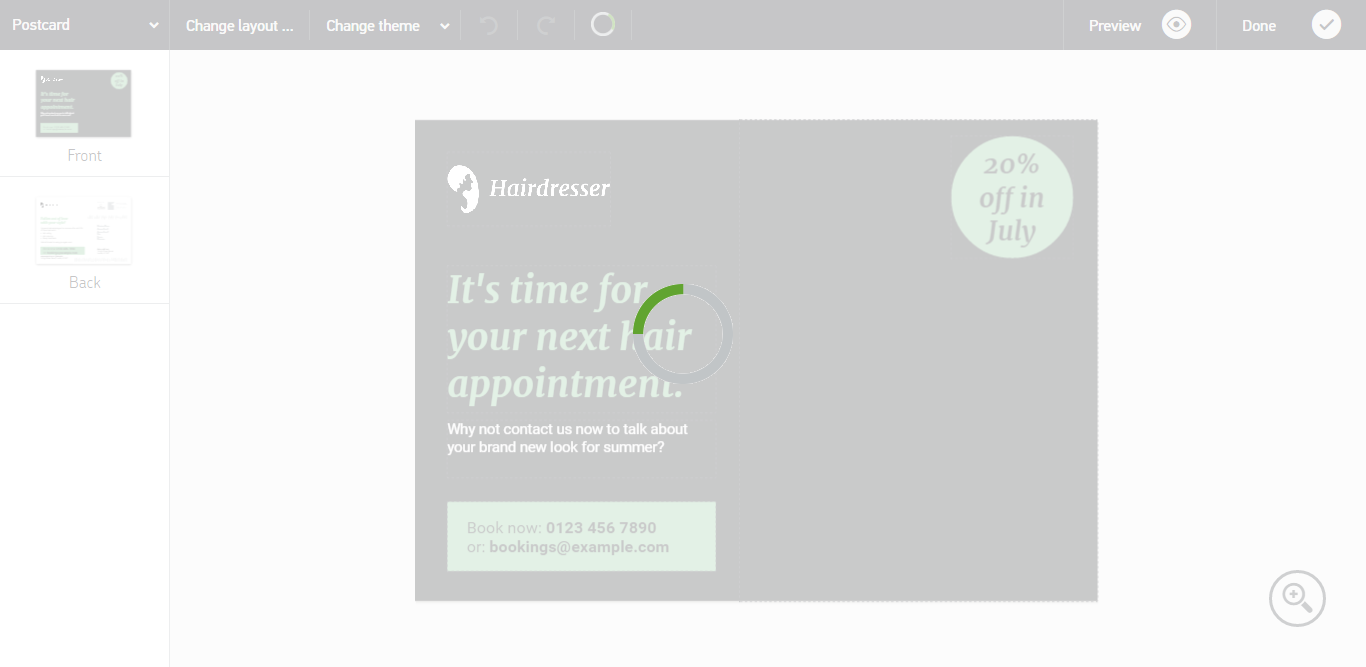 Postcard
Change layout ...
Change theme
Preview
Done
Front
Back
Hairdresser
20%
off in
July
It's time for
your next hair
appointment.
Why not contact us now to talk about
your brand new look for summer?
Book now: 0123 456 7890
or: bookings@example.com